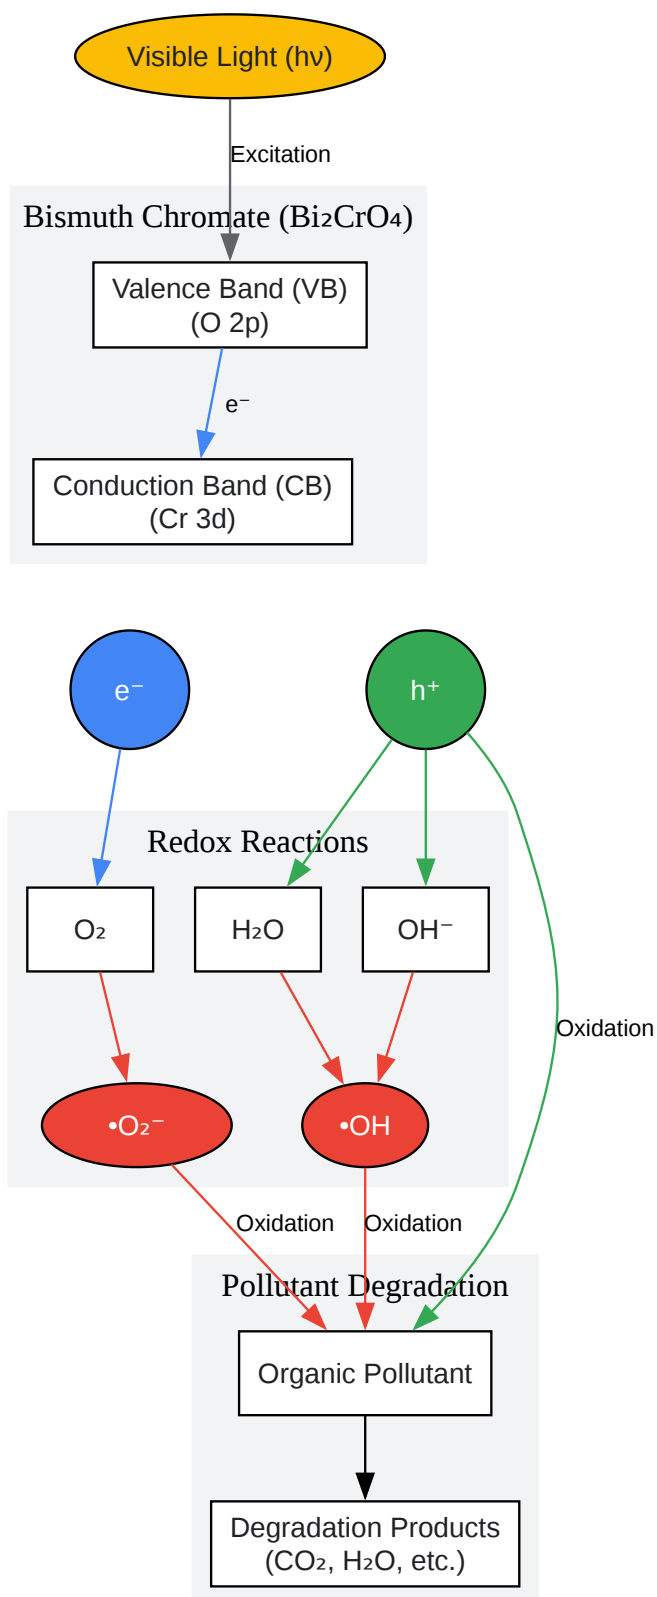 Visible Light (hν)
Excitation
Bismuth Chromate (Bi₂CrO₄)
Valence Band (VB)
(O 2p)
e⁻
Conduction Band (CB)
(Cr 3d)
e⁻
h⁺
Redox Reactions
O₂
H₂O
OH⁻
Oxidation
•O₂⁻
•OH
Oxidation
Oxidation
Pollutant Degradation
Organic Pollutant
Degradation Products
(CO₂, H₂O, etc.)